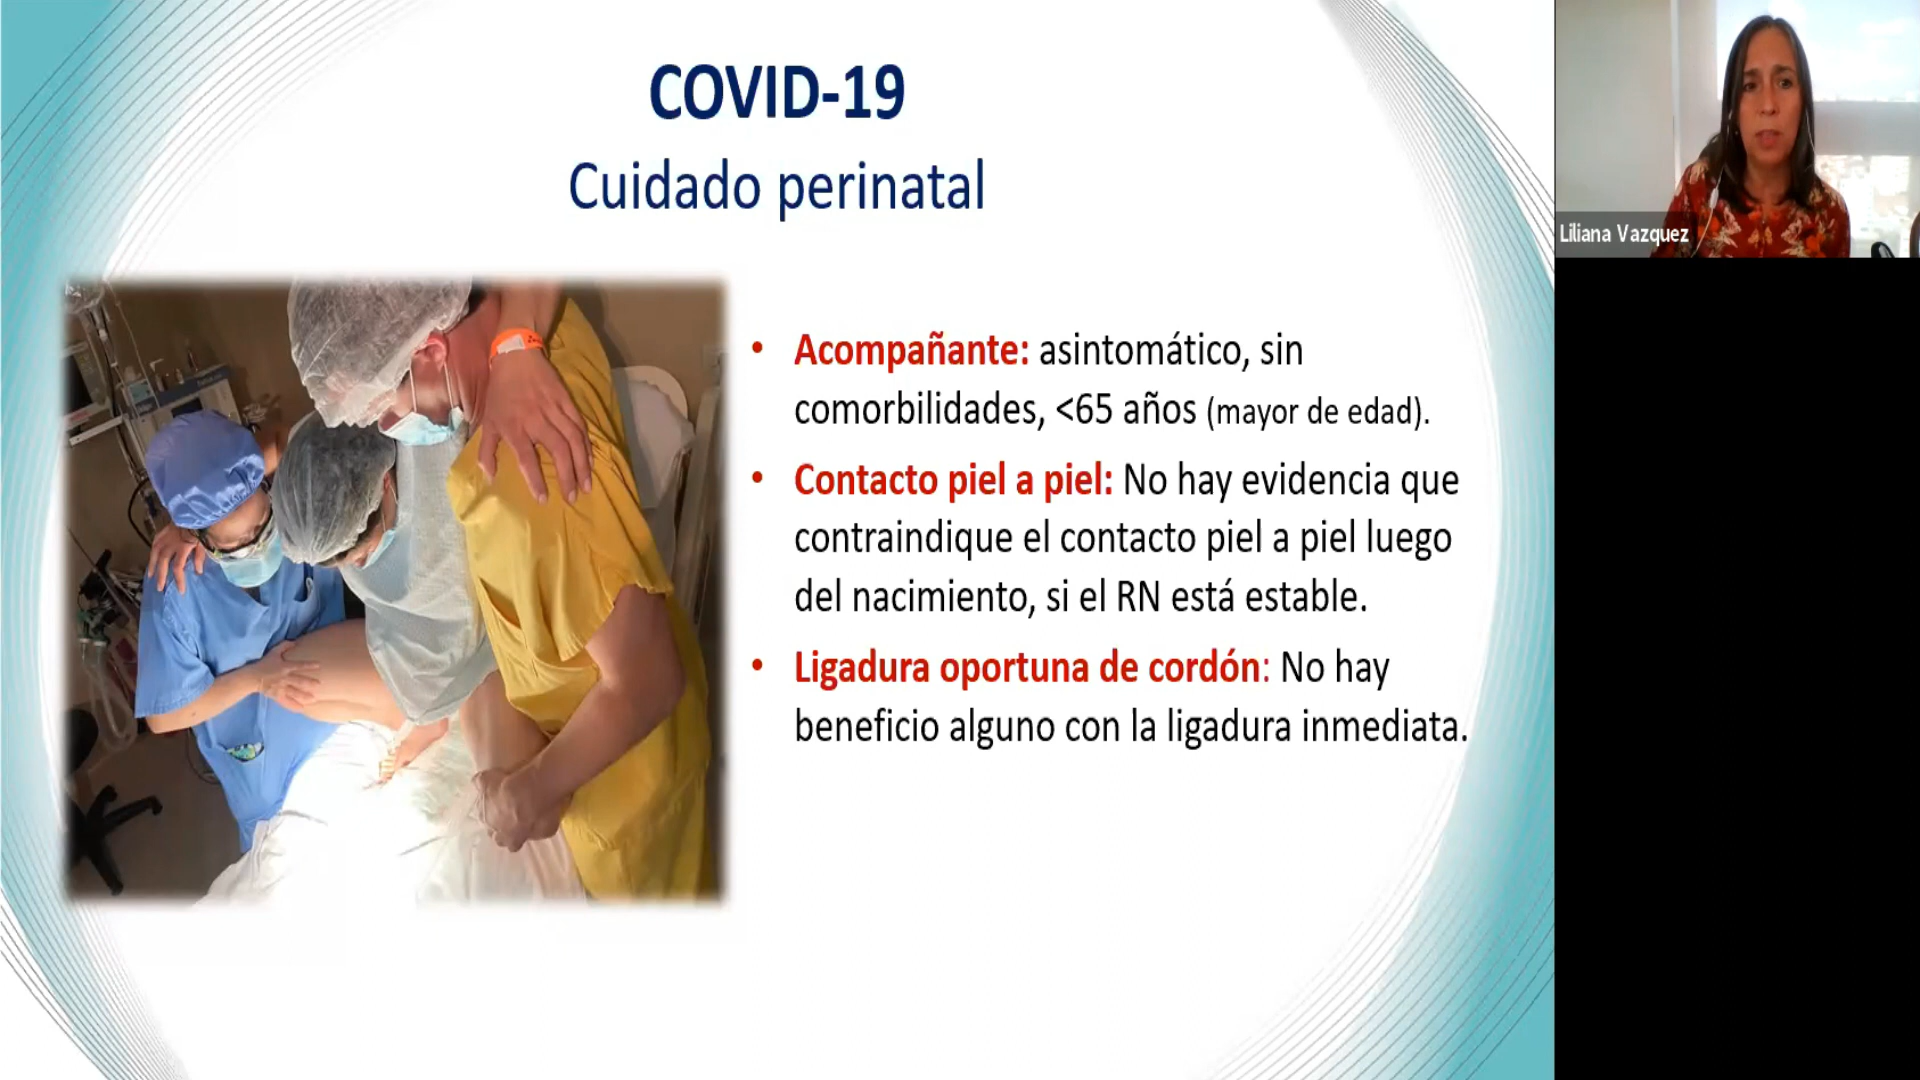 COVID-19
Cuidado perinatal
• Acompañante: asintomático, sin
comorbilidades, <65 años (mayor de edad).
• Contacto piel a piel: No hay evidencia que
contraindique el contacto piel a piel luego
del nacimiento, si el RN está estable.
• Ligadura oportuna de cordón: No hay
beneficio alguno con la ligadura inmediata.
Liliana Vazquez